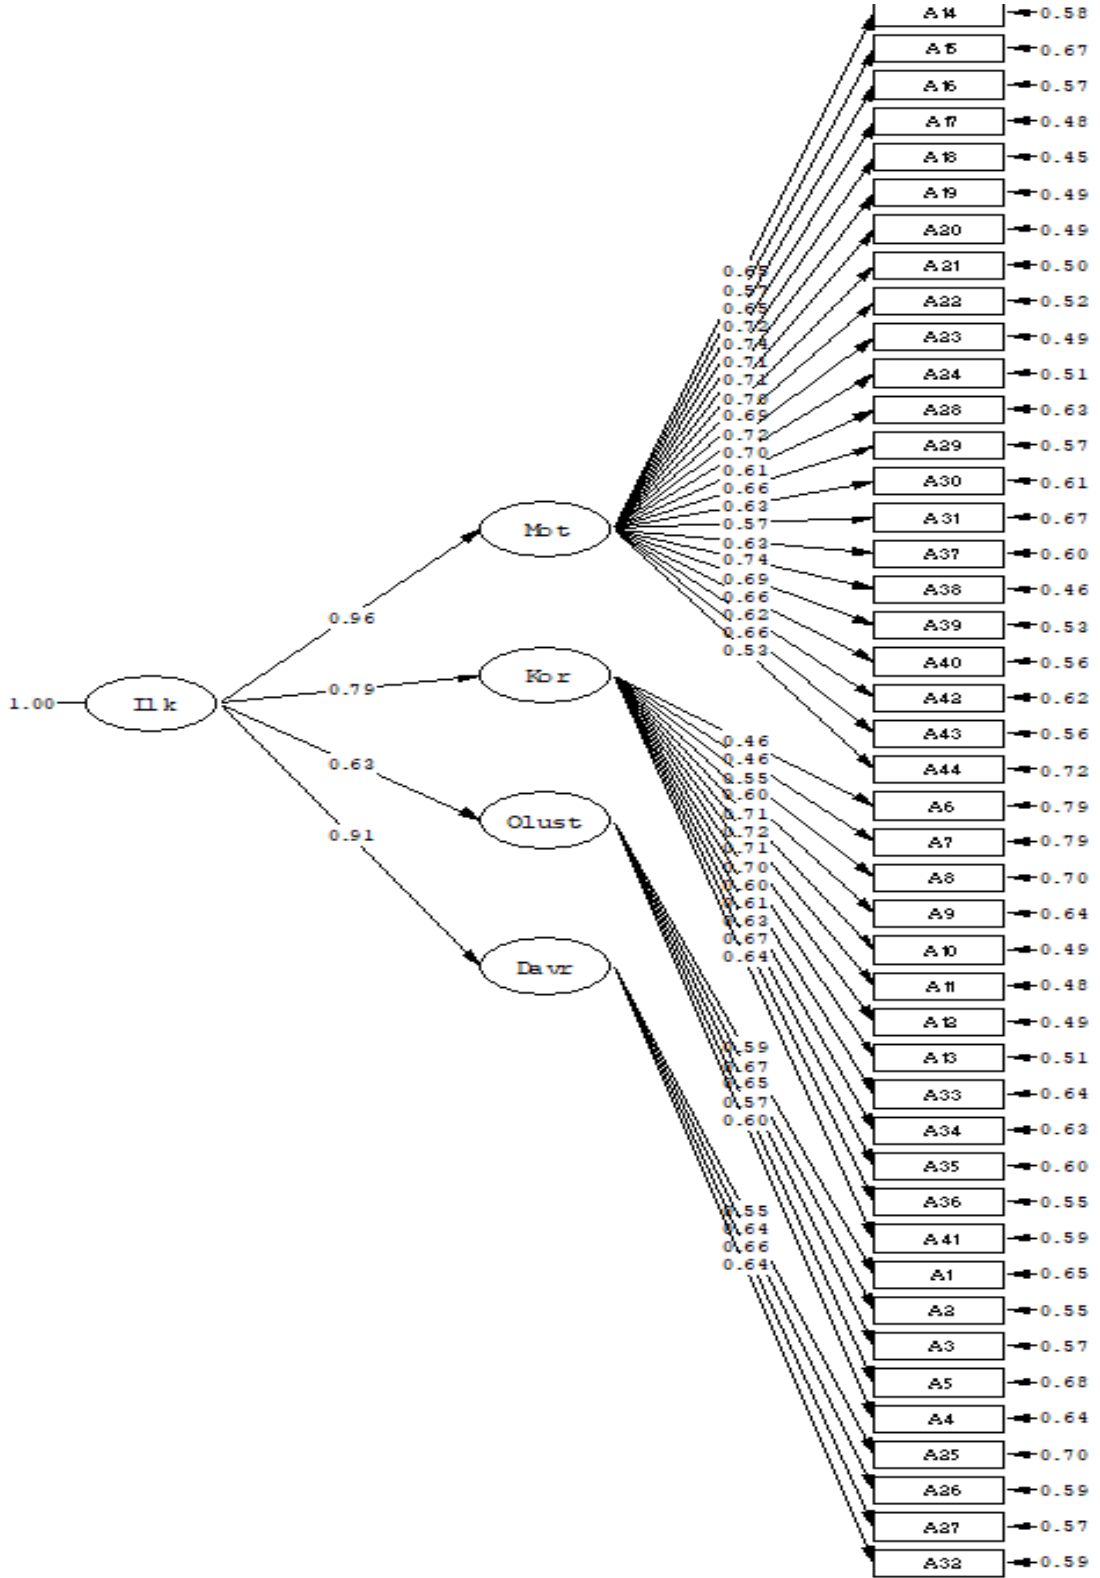 A14 0.58
A15 0.67
A16 0.57
A17 0.48
A18 0.45
A19 0.49
A20 0.49
A21 0.50
A22 0.52
A23 0.49
A24 0.51
A28 0.63
A29 0.57
A30 0.61
A31 0.67
A37 0.60
A38 0.46
A39 0.53
A40 0.56
A42 0.62
A43 0.56
A44 0.72
A6 0.79
A7 0.79
A8 0.70
A9 0.64
A10 0.49
A11 0.48
A12 0.49
A13 0.51
A33 0.64
A34 0.63
A35 0.60
A36 0.55
A41 0.59
A1 0.65
A2 0.55
A3 0.57
A5 0.68
A4 0.64
A25 0.70
A26 0.59
A27 0.57
A32 0.59
0.65
0.57
0.65
0.72
0.74
0.71
0.71
0.70
0.69
0.72
0.70
0.61
0.66
0.63
0.57
0.63
0.74
0.69
0.66
0.62
0.66
0.53
0.46
0.46
0.55
0.60
0.71
0.72
0.71
0.70
0.60
0.61
0.63
0.67
0.64
0.59
0.67
0.65
0.57
0.60
0.55
0.64
0.66
0.64
Mot
Kor
Olust
Davr
0.96
0.79
0.63
0.91
1.00 Ilk